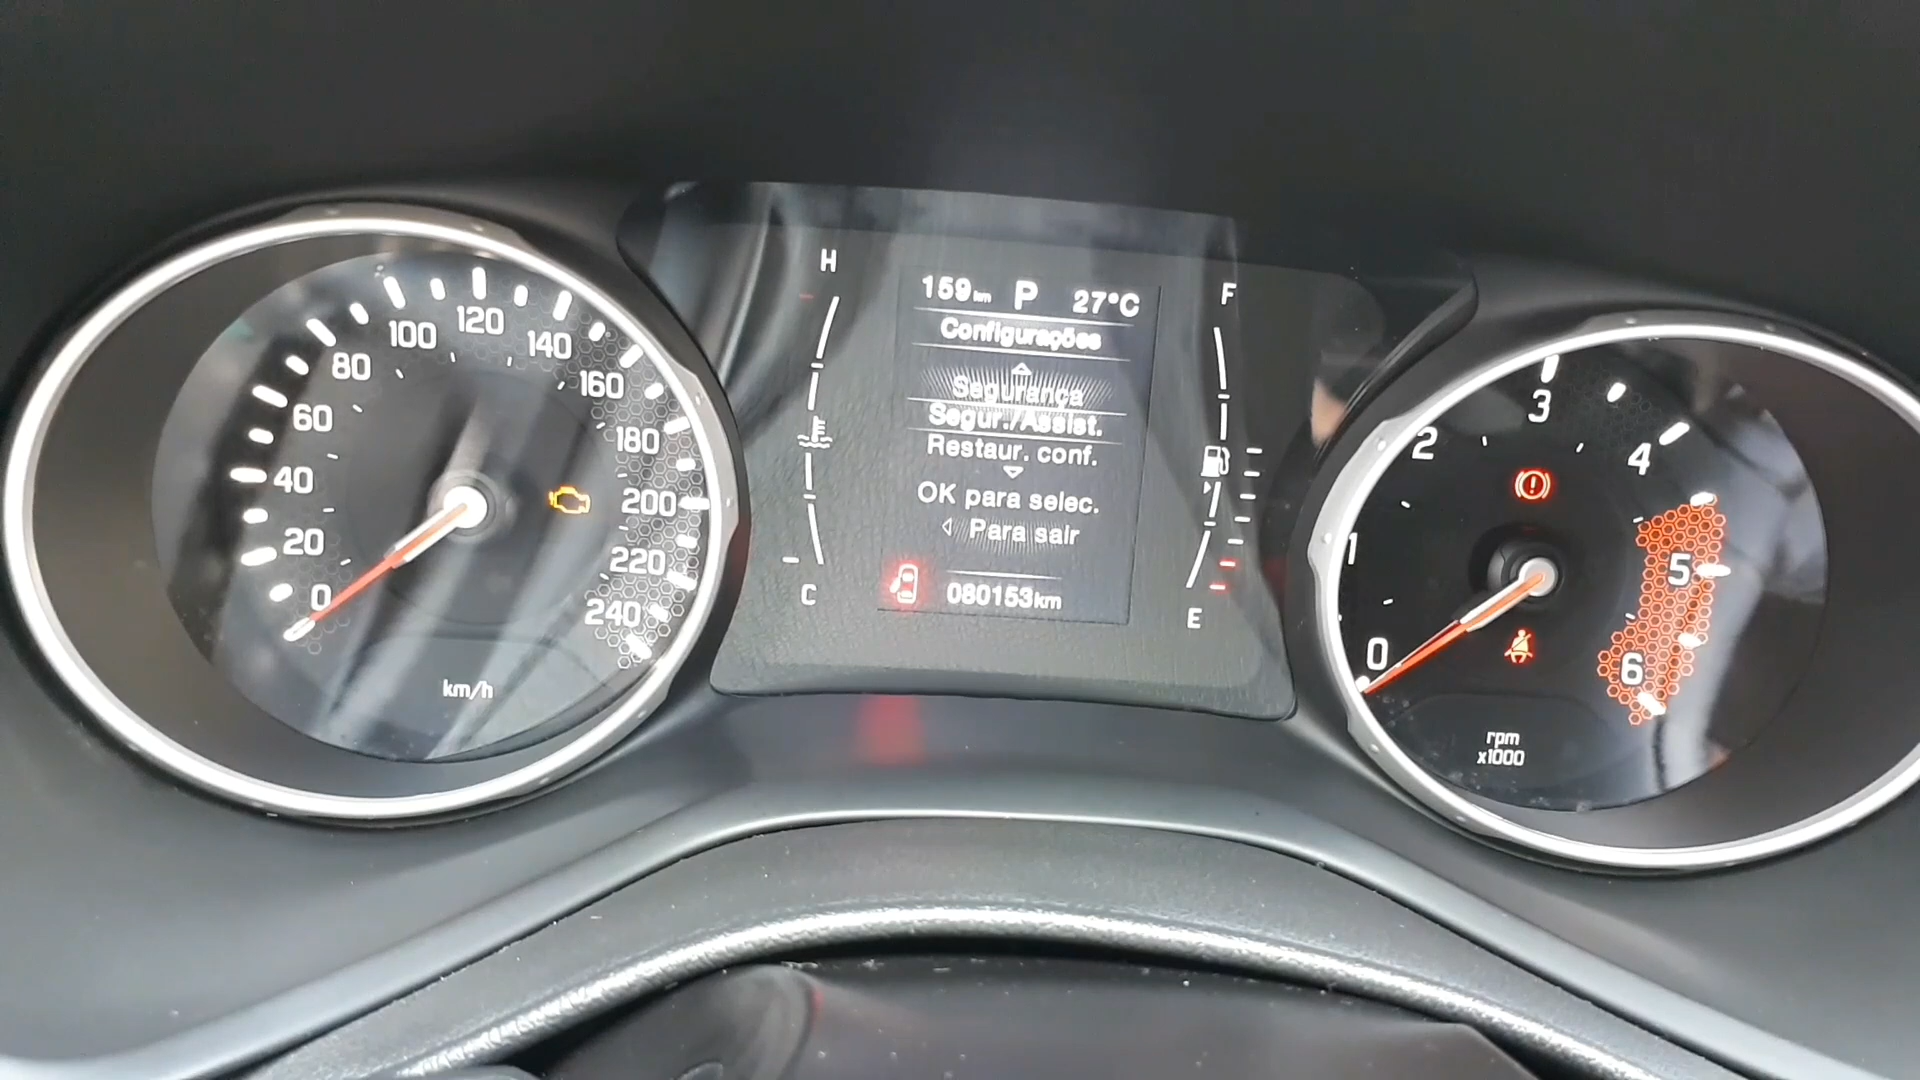 0
20
40
60
80
100
120
140
160
180
200
220
240
km/h
H
C
159km P 27°C
Configurações
Segurança
Segur./Assist.
Restaur. conf.
OK para selec.
Para sair
080153km
F
E
0
1
2
3
4
5
6
rpm
x1000